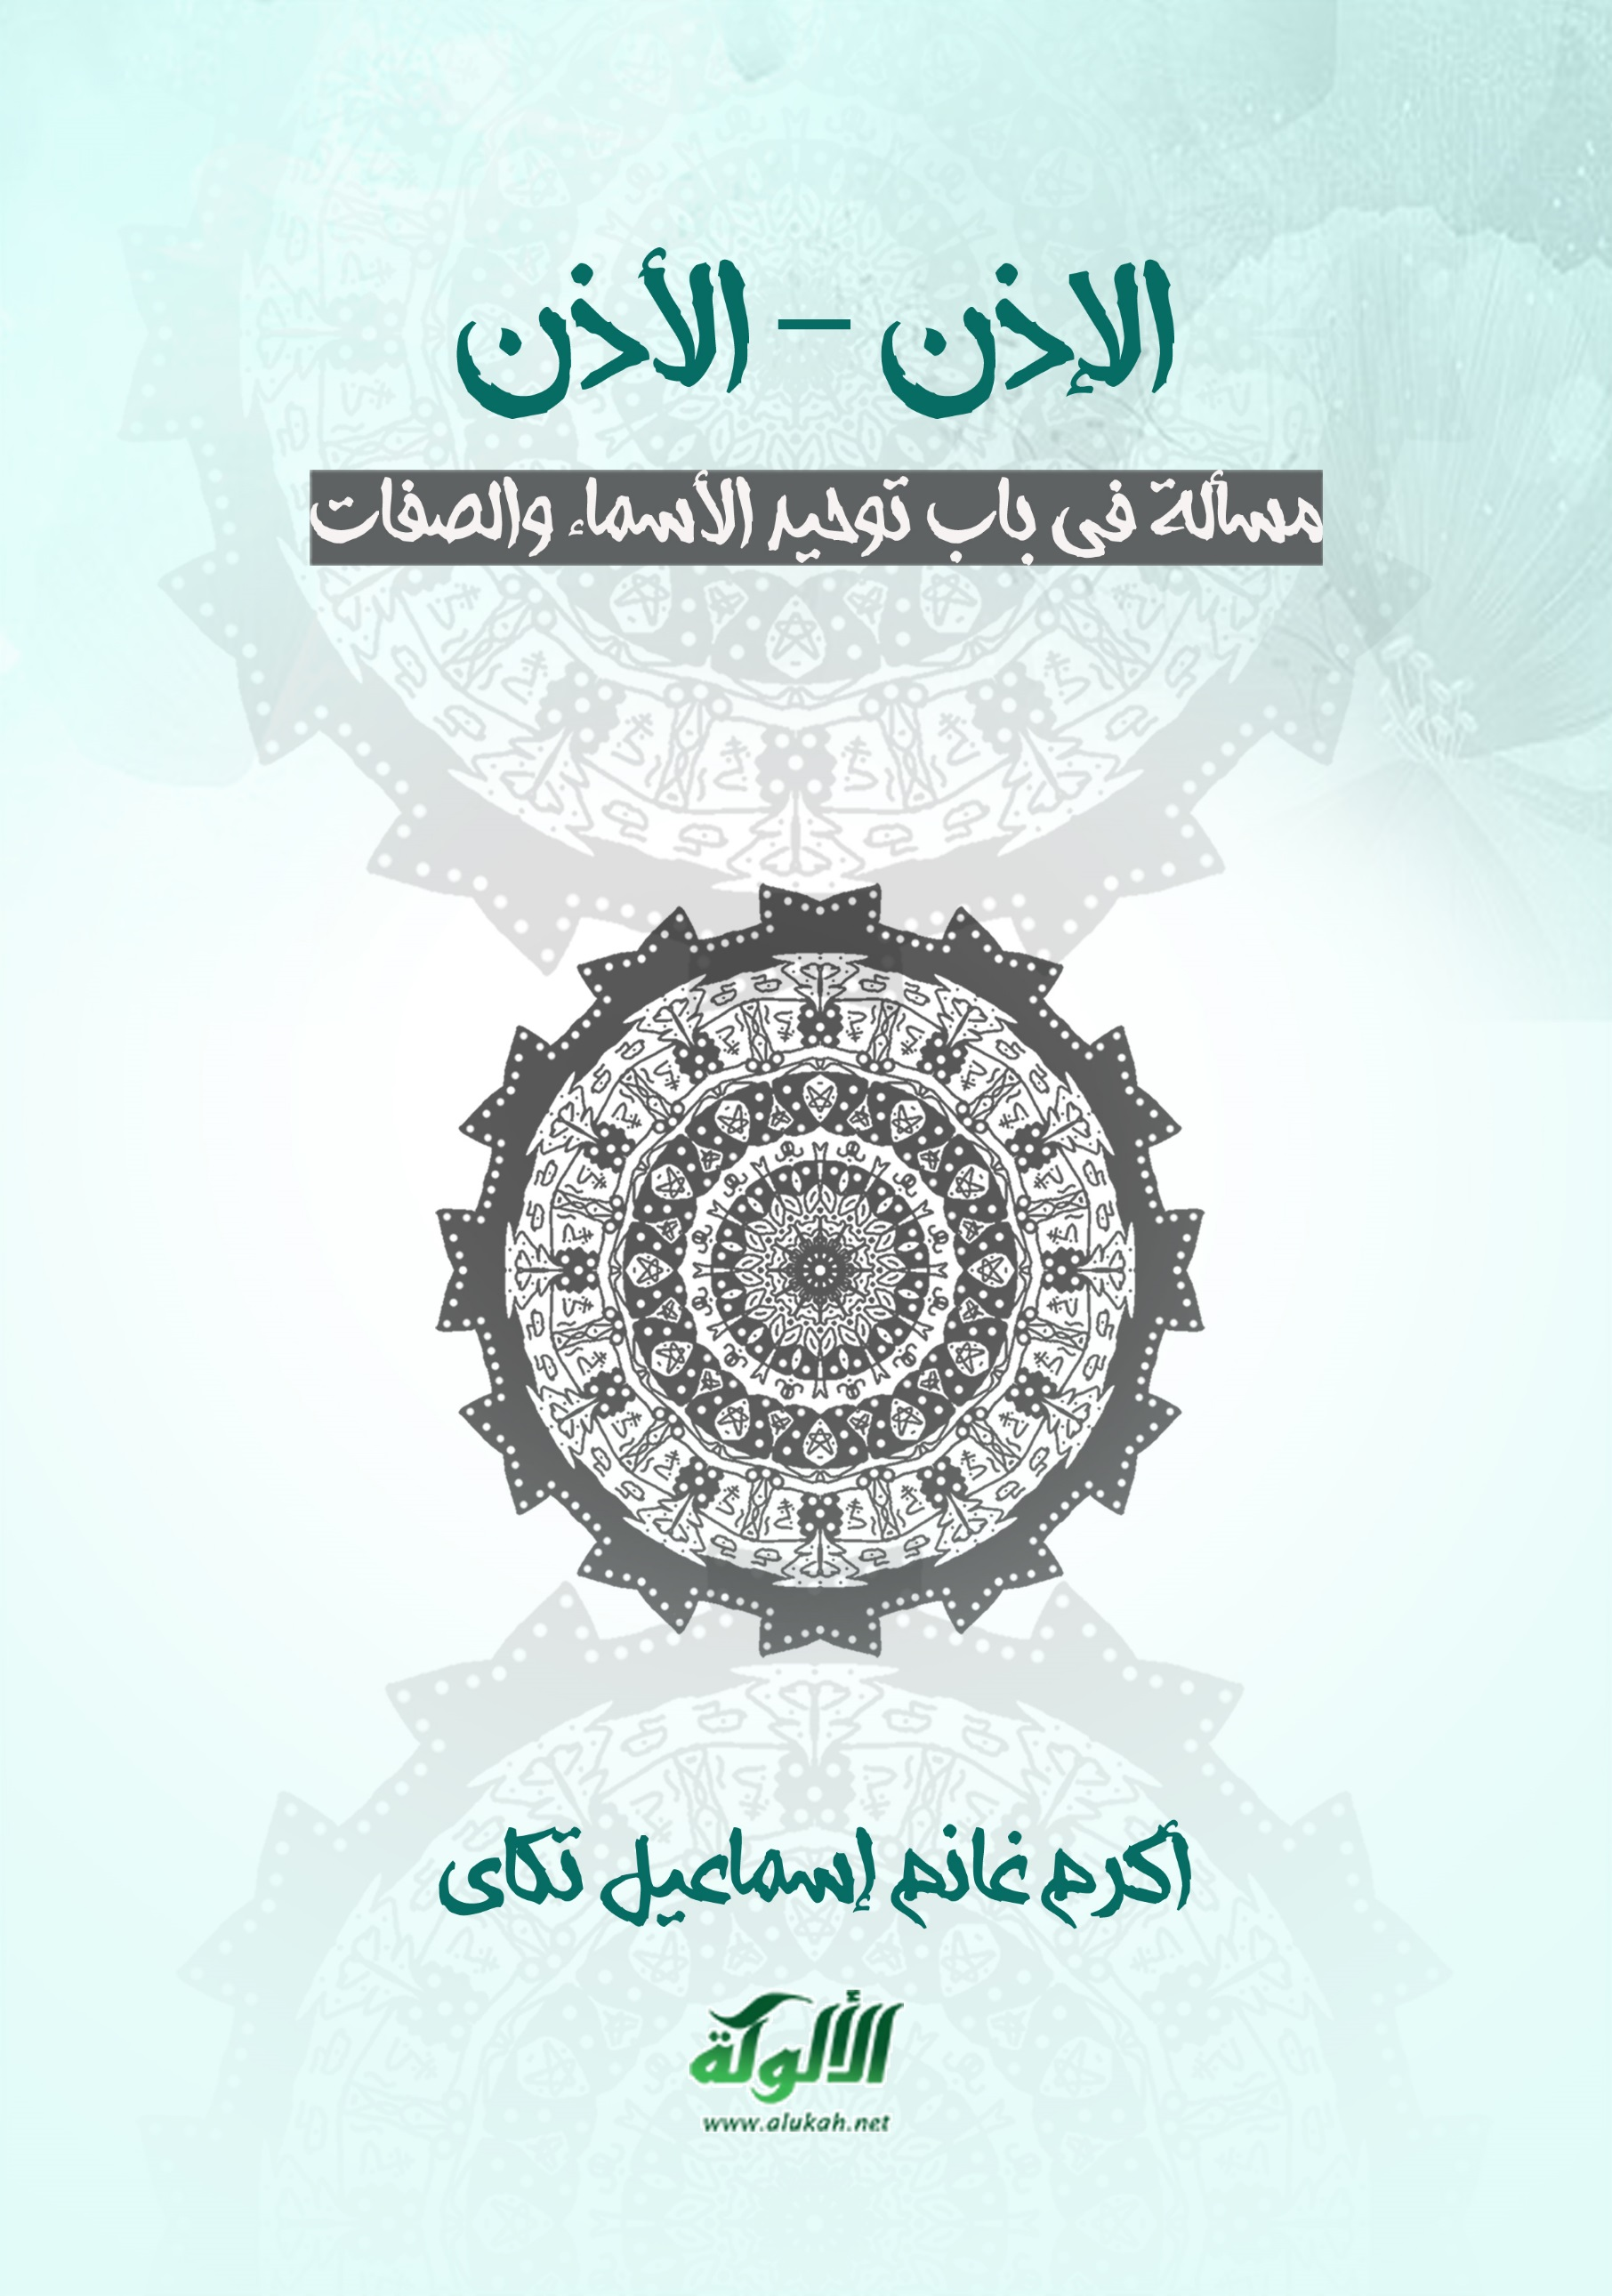 الإذن – الأذن
مسألة في باب توحيد الأسماء والصفات
أكرم غانم إسماعيل تكاي
الألوكة
www.alukah.net